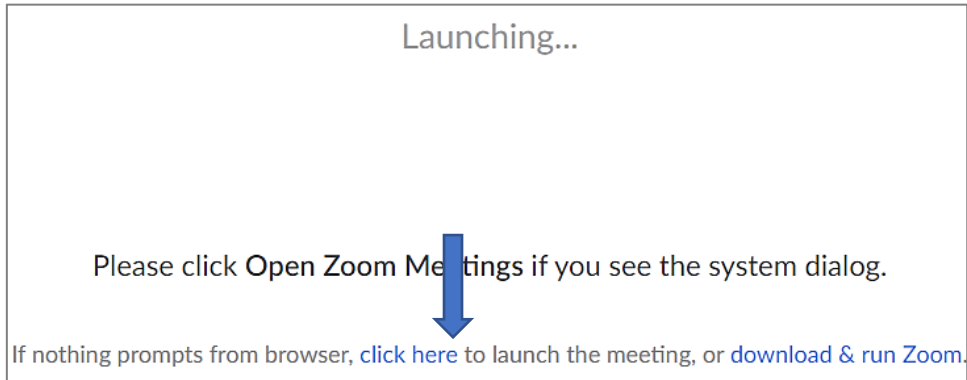 Launching...
Please click Open Zoom Meetings if you see the system dialog.
If nothing prompts from browser, click here to launch the meeting, or download & run Zoom.